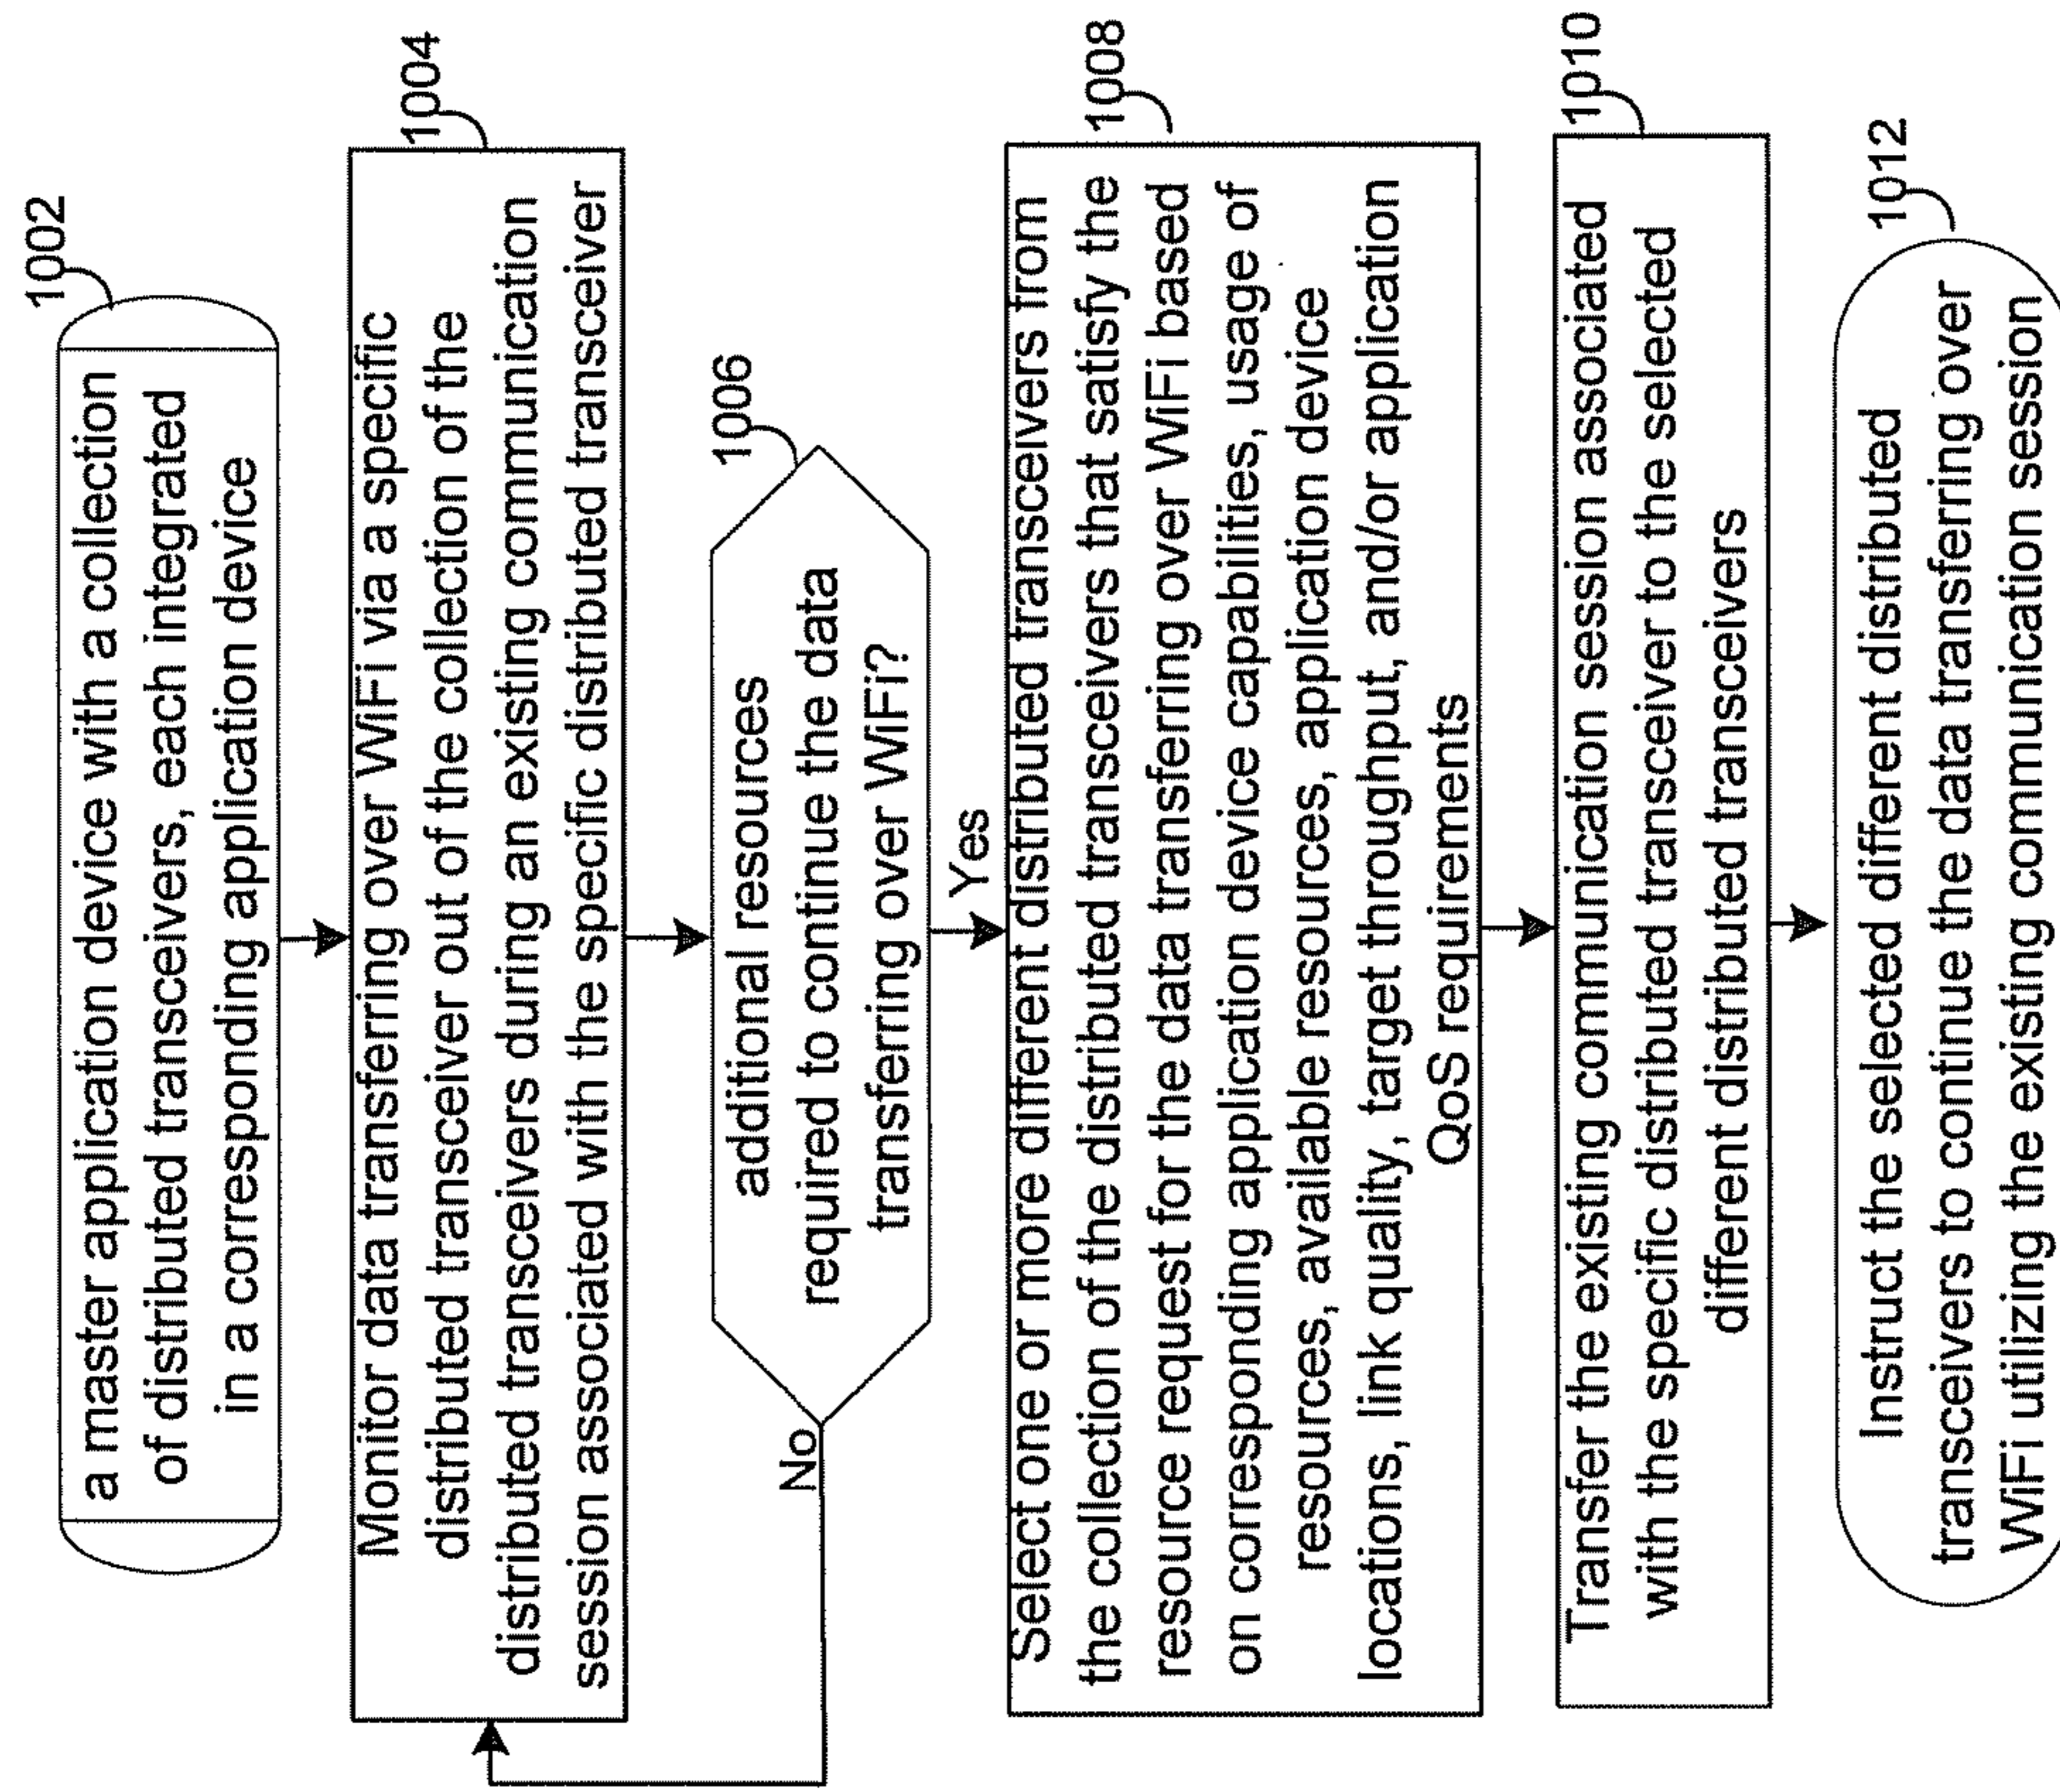 1002
a master application device with a collection
of distributed transceivers, each integrated
in a corresponding application device
1004
Monitor data transferring over WiFi via a specific
distributed transceiver out of the collection of the
distributed transceivers during an existing communication
session associated with the specific distributed transceiver
1006
additional resources
required to continue the data
transferring over WiFi?
No
Yes
1008
Select one or more different distributed transceivers from
the collection of the distributed transceivers that satisfy the
resource request for the data transferring over WiFi based
on corresponding application device capabilities, usage of
resources, available resources, application device
locations, link quality, target throughput, and/or application
QoS requirements
1010
Transfer the existing communication session associated
with the specific distributed transceiver to the selected
different distributed transceivers
1012
Instruct the selected different distributed
transceivers to continue the data transferring over
WiFi utilizing the existing communication session